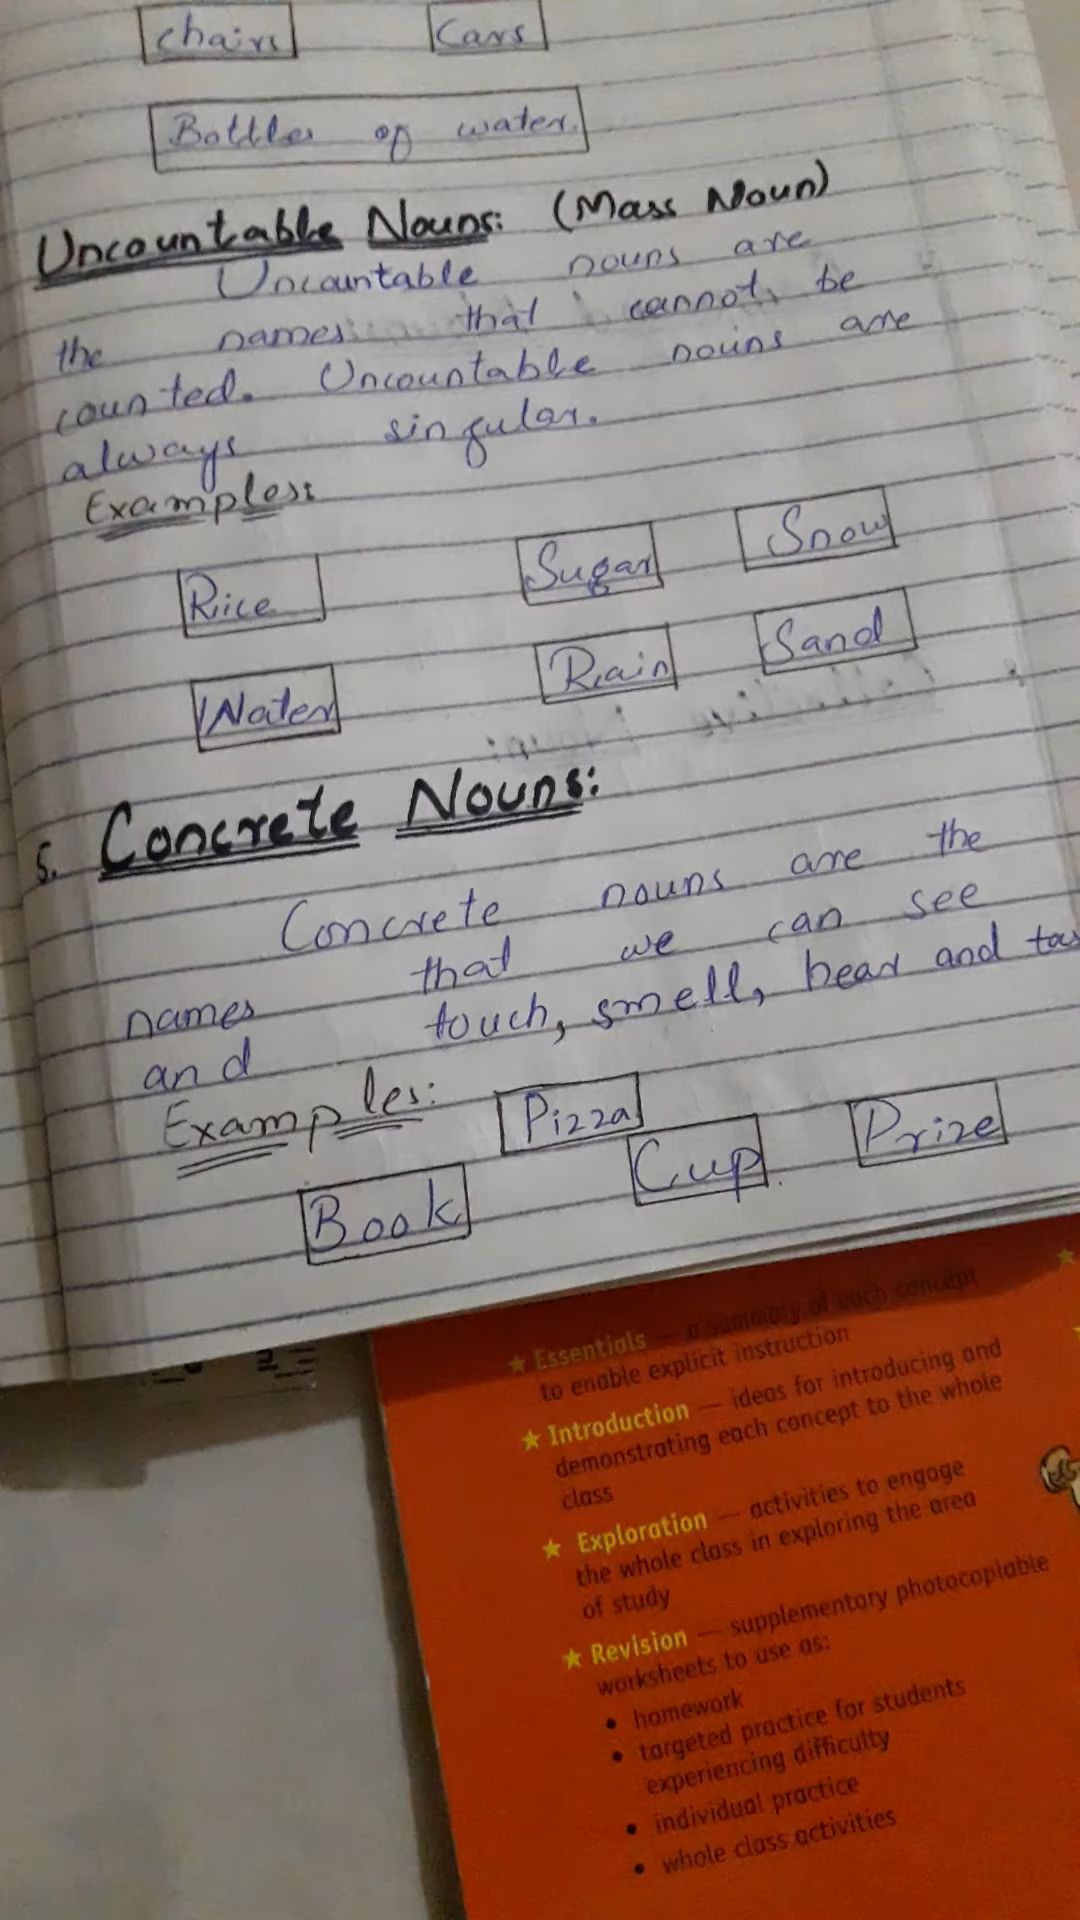 chair Cars
Bottles of water.
Uncountable Nouns: (Mass Noun)
Uncountable nouns are
the names that cannot be
counted. Uncountable nouns are
always singular.
Examples:
Rice Sugar Snow
Water Rain Sand
5. Concrete Nouns:
Concrete nouns are the
names that we can see
and touch, smell, hear and tas
Examples: Pizza Cup Prize
Book
★ Essentials — a summary of each concept
to enable explicit instruction
★ Introduction — ideas for introducing and
demonstrating each concept to the whole
class
★ Exploration — activities to engage
the whole class in exploring the area
of study
★ Revision — supplementary photocopiable
worksheets to use as:
• homework
• targeted practice for students
experiencing difficulty
• individual practice
• whole class activities